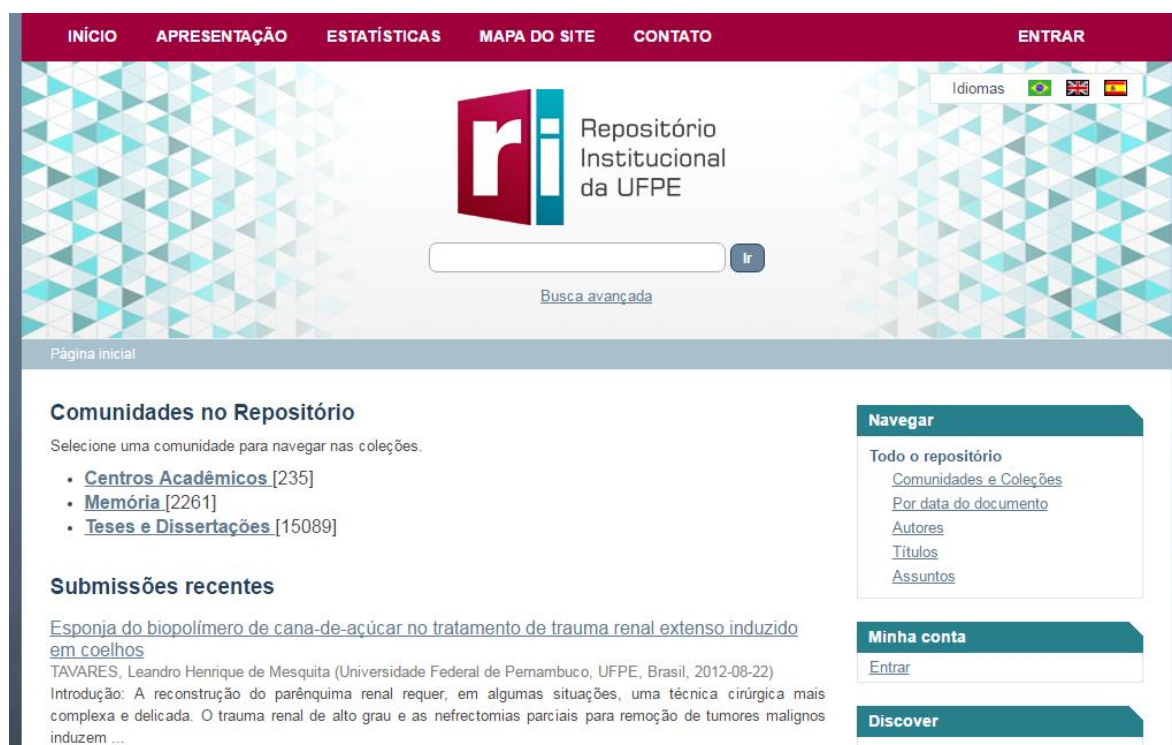 INÍCIO APRESENTAÇÃO ESTATÍSTICAS MAPA DO SITE CONTATO ENTRAR
Idiomas
ri
Repositório
Institucional
da UFPE
Ir
Busca avançada
Página inicial
Comunidades no Repositório
Selecione uma comunidade para navegar nas coleções.
• Centros Acadêmicos [235]
• Memória [2261]
• Teses e Dissertações [15089]
Submissões recentes
Esponja do biopolímero de cana-de-açúcar no tratamento de trauma renal extenso induzido
em coelhos
TAVARES, Leandro Henrique de Mesquita (Universidade Federal de Pernambuco, UFPE, Brasil, 2012-08-22)
Introdução: A reconstrução do parênquima renal requer, em algumas situações, uma técnica cirúrgica mais
complexa e delicada. O trauma renal de alto grau e as nefrectomias parciais para remoção de tumores malignos
induzem ...
Navegar
Todo o repositório
Comunidades e Coleções
Por data do documento
Autores
Títulos
Assuntos
Minha conta
Entrar
Discover